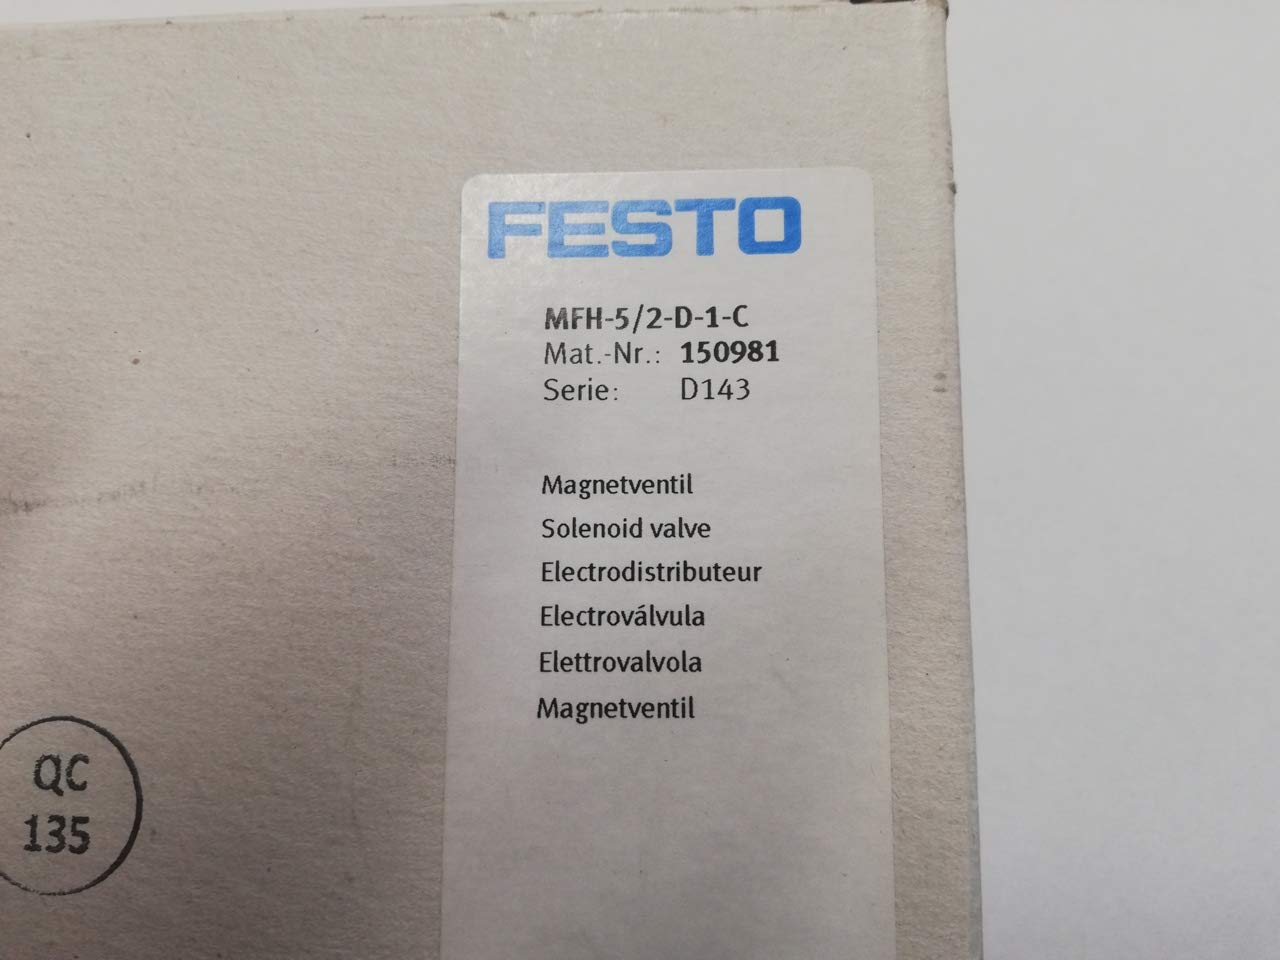 FESTO
MFH-5/2-D-1-C
Mat.-Nr.: 150981
Serie: D143
Magnetventil
Solenoid valve
Electrodistributeur
Electroválvula
Elettrovalvola
Magnetventil
QC
135